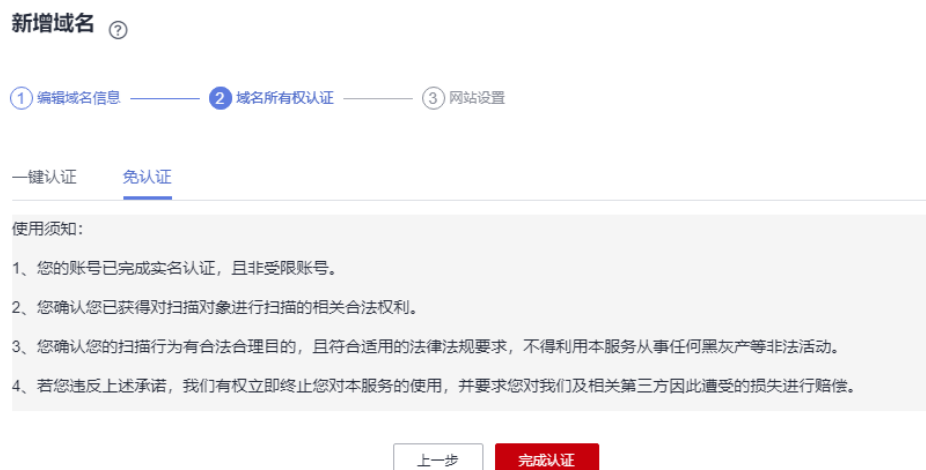 新增域名 ?
1 编辑域名信息 2 域名所有权认证 3 网站设置
一键认证 免认证
使用须知：
1、您的账号已完成实名认证，且非受限账号。
2、您确认您已获得对扫描对象进行扫描的相关合法权利。
3、您确认您的扫描行为有合法合理目的，且符合适用的法律法规要求，不得利用本服务从事任何黑灰产等非法活动。
4、若您违反上述承诺，我们有权立即终止您对本服务的使用，并要求您对我们及相关第三方因此遭受的损失进行赔偿。
上一步 完成认证